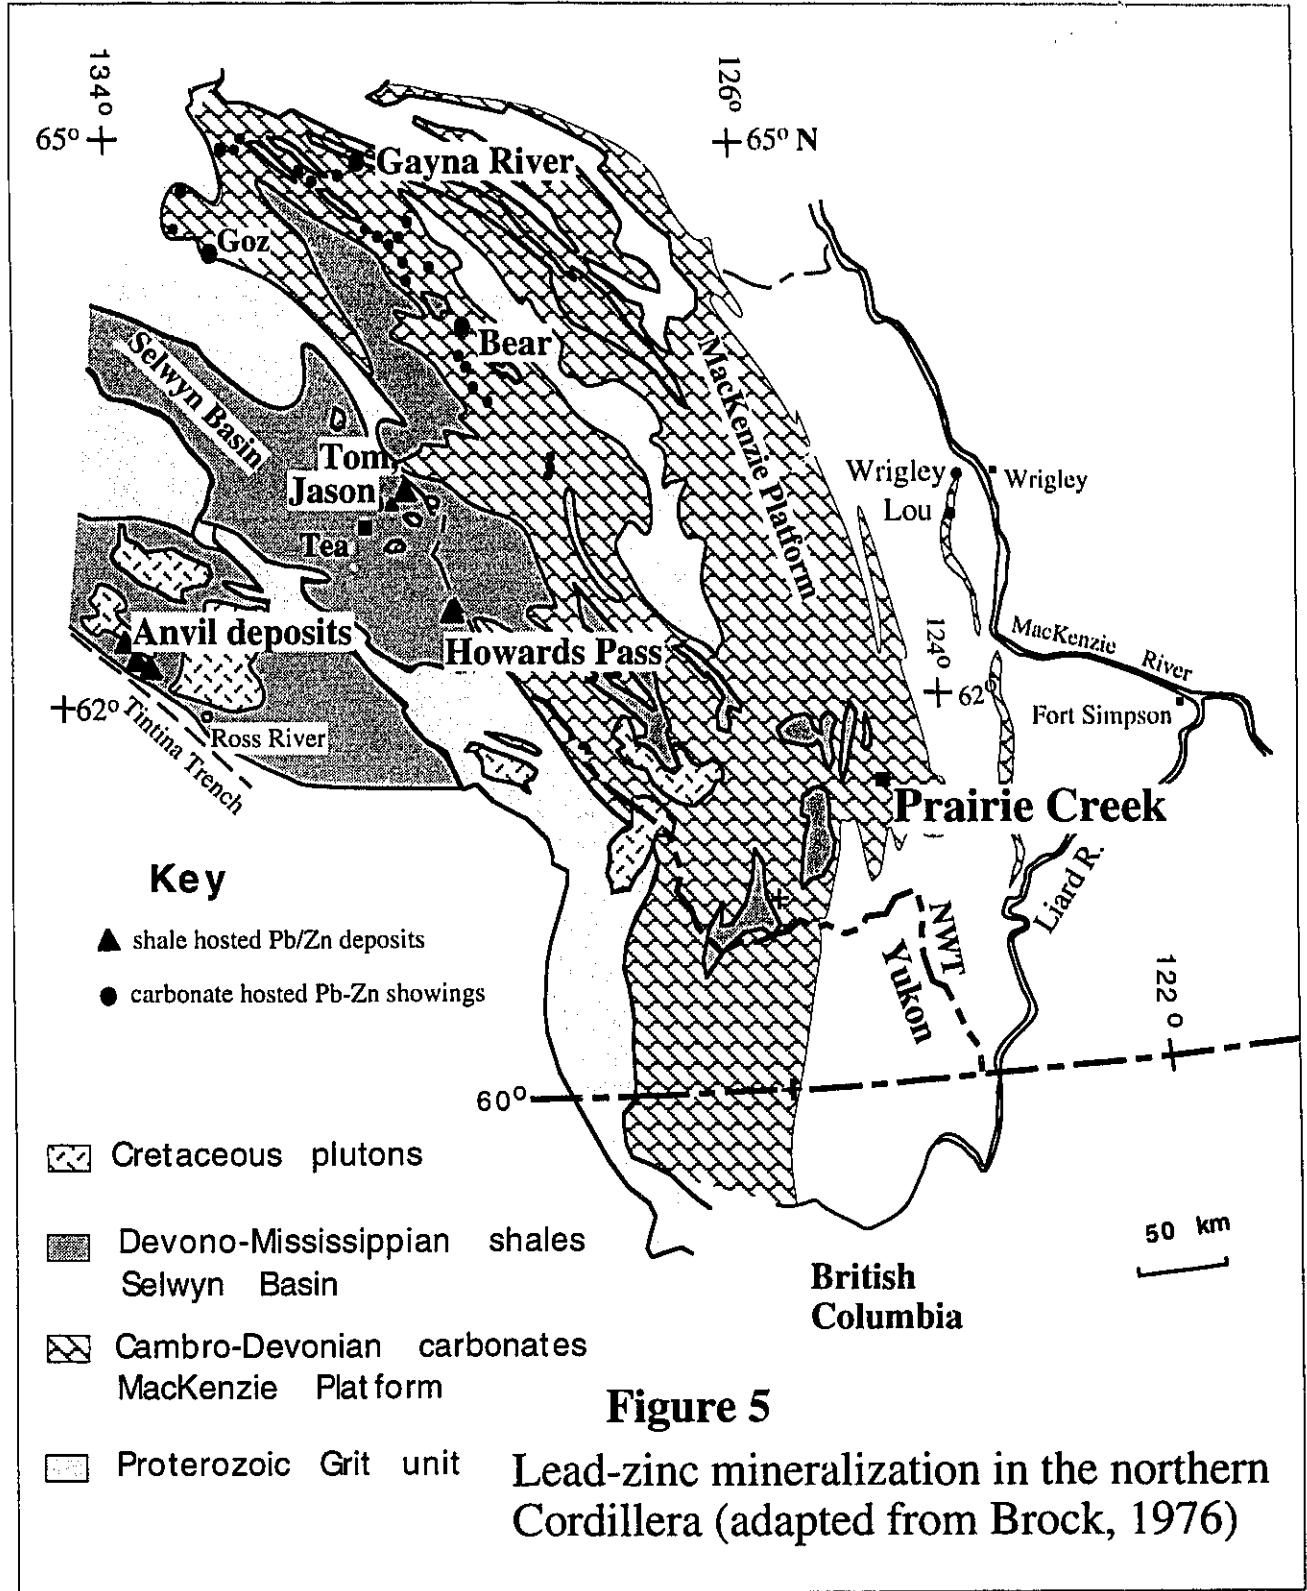 134°
126°
65°
65° N
Gayna River
Goz
Bear
Selwyn Basin
MacKenzie Platform
Tom,
Jason
Tea
Wrigley
Lou
Wrigley
Anvil deposits
Howards Pass
124°
MacKenzie River
62°
62°
Fort Simpson
Tintina Trench
Ross River
Prairie Creek
Key
shale hosted Pb/Zn deposits
carbonate hosted Pb-Zn showings
Liard R.
NWT
Yukon
122°
60°
Cretaceous plutons
Devono-Mississippian shales
Selwyn Basin
Cambro-Devonian carbonates
MacKenzie Platform
Proterozoic Grit unit
50 km
British
Columbia
Figure 5
Lead-zinc mineralization in the northern
Cordillera (adapted from Brock, 1976)